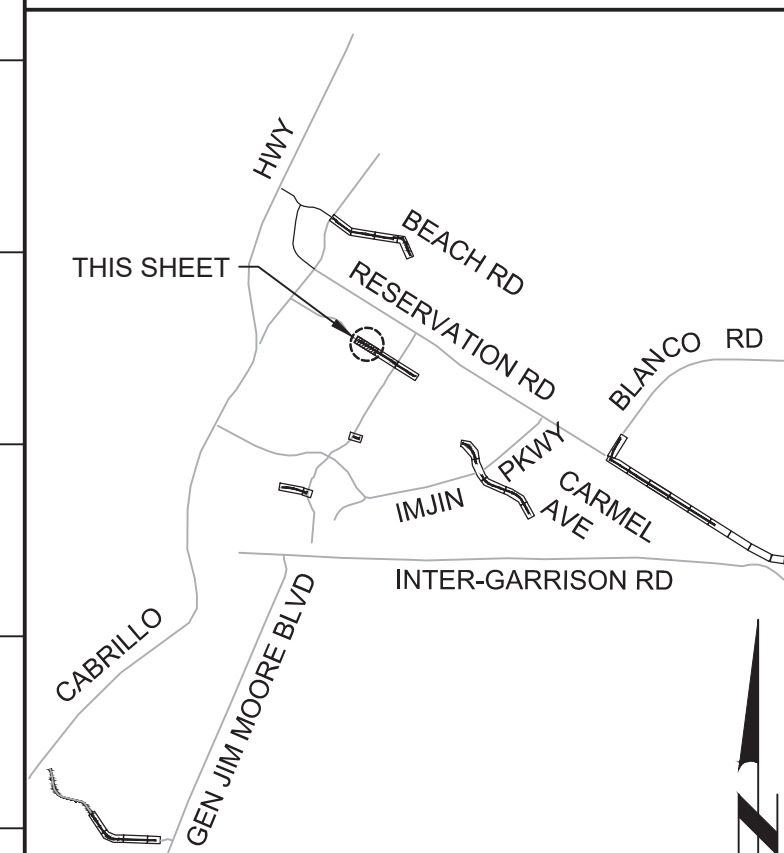 HWY
BEACH RD
THIS SHEET
RESERVATION RD
BLANCO RD
PKWY
CARMEL
AVE
IMJIN
INTER-GARRISON RD
CABRILLO
GEN JIM MOORE BLVD